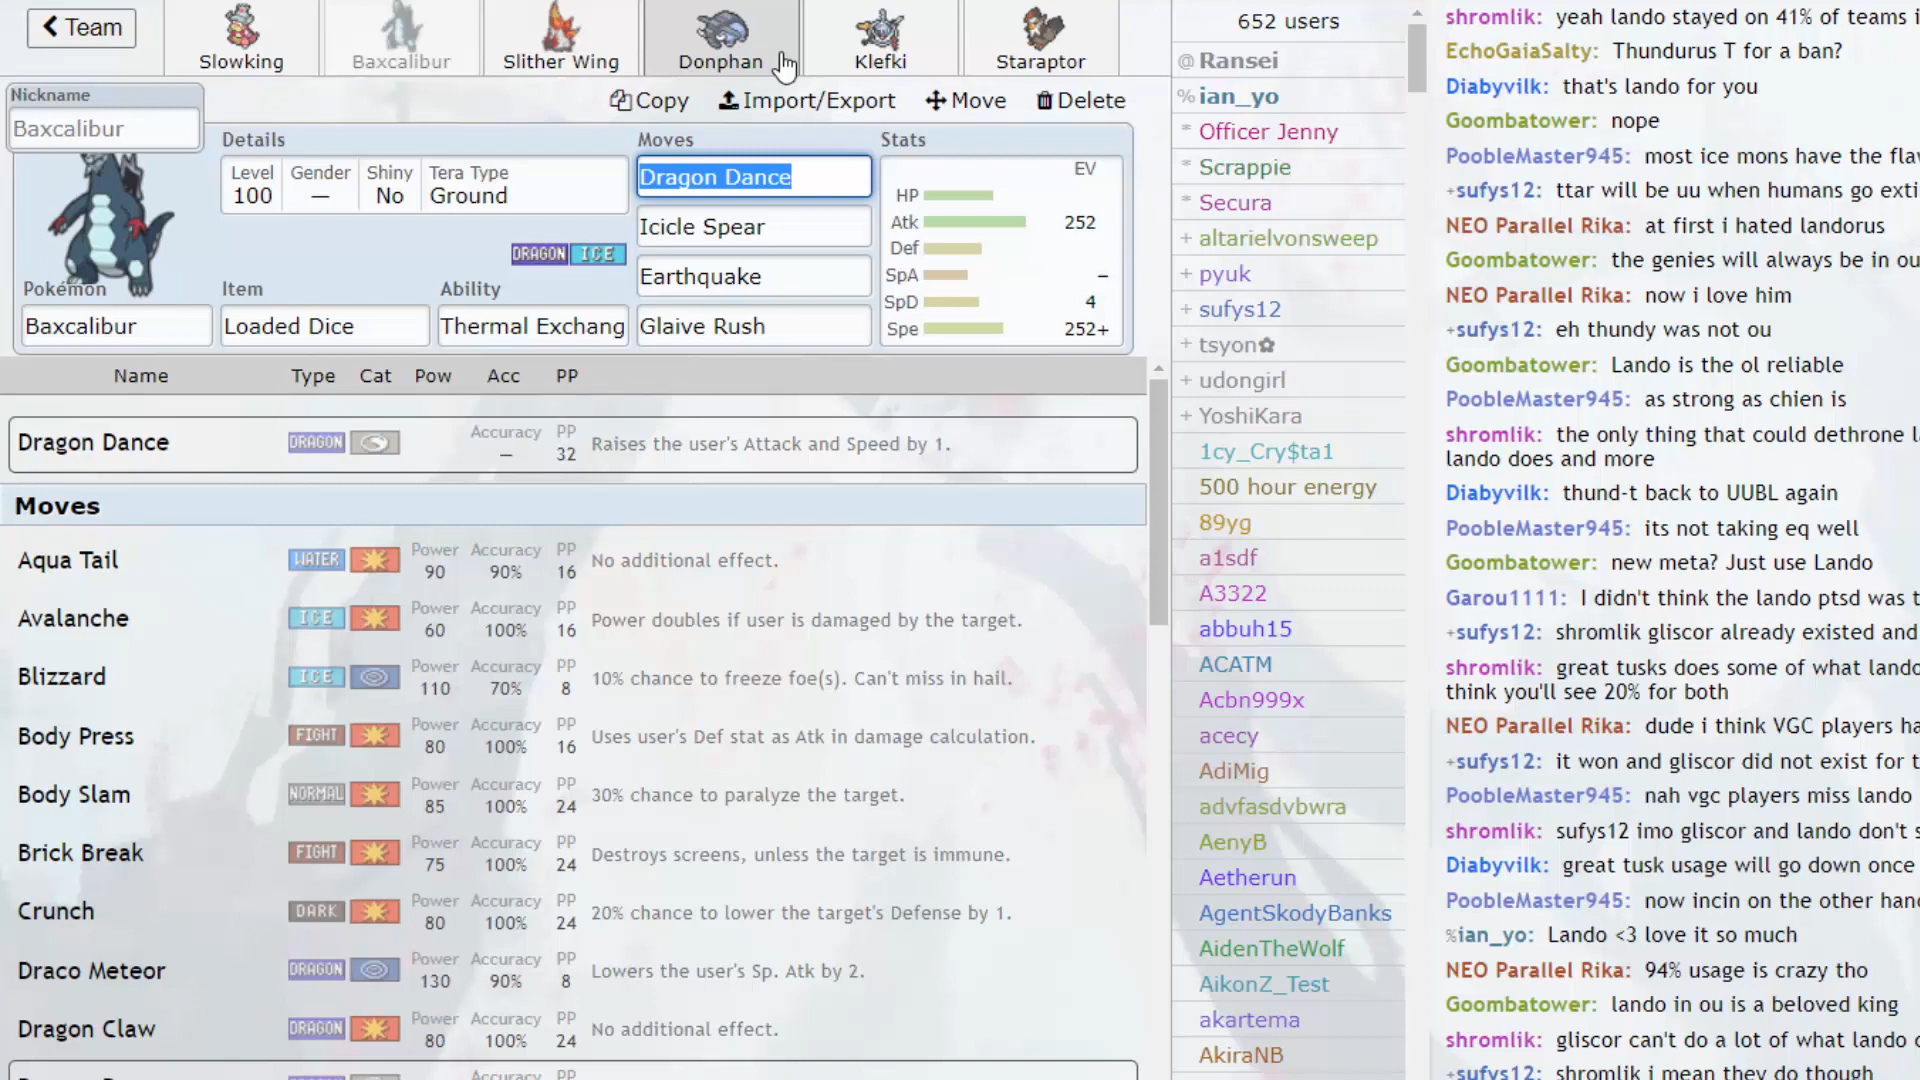 Team
Slowking
Baxcalibur
Slither Wing
Donphan
Klefki
Staraptor
Copy
Import/Export
Move
Delete
Nickname
Baxcalibur
Details
Level
100
Gender
—
Shiny
No
Tera Type
Ground
DRAGON ICE
Pokémon
Baxcalibur
Item
Loaded Dice
Ability
Thermal Exchang
Moves
Dragon Dance
Icicle Spear
Earthquake
Glaive Rush
Stats
EV
HP
Atk 252
Def
SpA –
SpD 4
Spe 252+
Name Type Cat Pow Acc PP
Dragon Dance DRAGON Accuracy — PP 32 Raises the user's Attack and Speed by 1.
Moves
Aqua Tail WATER Power 90 Accuracy 90% PP 16 No additional effect.
Avalanche ICE Power 60 Accuracy 100% PP 16 Power doubles if user is damaged by the target.
Blizzard ICE Power 110 Accuracy 70% PP 8 10% chance to freeze foe(s). Can't miss in hail.
Body Press FIGHT Power 80 Accuracy 100% PP 16 Uses user's Def stat as Atk in damage calculation.
Body Slam NORMAL Power 85 Accuracy 100% PP 24 30% chance to paralyze the target.
Brick Break FIGHT Power 75 Accuracy 100% PP 24 Destroys screens, unless the target is immune.
Crunch DARK Power 80 Accuracy 100% PP 24 20% chance to lower the target's Defense by 1.
Draco Meteor DRAGON Power 130 Accuracy 90% PP 8 Lowers the user's Sp. Atk by 2.
Dragon Claw DRAGON Power 80 Accuracy 100% PP 24 No additional effect.
Accuracy PP
652 users
@ Ransei
% ian_yo
* Officer Jenny
* Scrappie
* Secura
+ altarielvonsweep
+ pyuk
+ sufys12
+ tsyon✿
+ udongirl
+ YoshiKara
1cy_Cry$ta1
500 hour energy
89yg
a1sdf
A3322
abbuh15
ACATM
Acbn999x
acecy
AdiMig
advfasdvbwra
AenyB
Aetherun
AgentSkodyBanks
AidenTheWolf
AikonZ_Test
akartema
AkiraNB
shromlik: yeah lando stayed on 41% of teams i
EchoGaiaSalty: Thundurus T for a ban?
Diabyvilk: that's lando for you
Goombatower: nope
PoobleMaster945: most ice mons have the fla
+sufys12: ttar will be uu when humans go exti
NEO Parallel Rika: at first i hated landorus
Goombatower: the genies will always be in ou
NEO Parallel Rika: now i love him
+sufys12: eh thundy was not ou
Goombatower: Lando is the ol reliable
PoobleMaster945: as strong as chien is
shromlik: the only thing that could dethrone l
lando does and more
Diabyvilk: thund-t back to UUBL again
PoobleMaster945: its not taking eq well
Goombatower: new meta? Just use Lando
Garou1111: I didn't think the lando ptsd was t
+sufys12: shromlik gliscor already existed and
shromlik: great tusks does some of what lando
think you'll see 20% for both
NEO Parallel Rika: dude i think VGC players ha
+sufys12: it won and gliscor did not exist for t
PoobleMaster945: nah vgc players miss lando
shromlik: sufys12 imo gliscor and lando don't s
Diabyvilk: great tusk usage will go down once
PoobleMaster945: now incin on the other hand
%ian_yo: Lando <3 love it so much
NEO Parallel Rika: 94% usage is crazy tho
Goombatower: lando in ou is a beloved king
shromlik: gliscor can't do a lot of what lando
+sufys12: shromlik i mean they do though